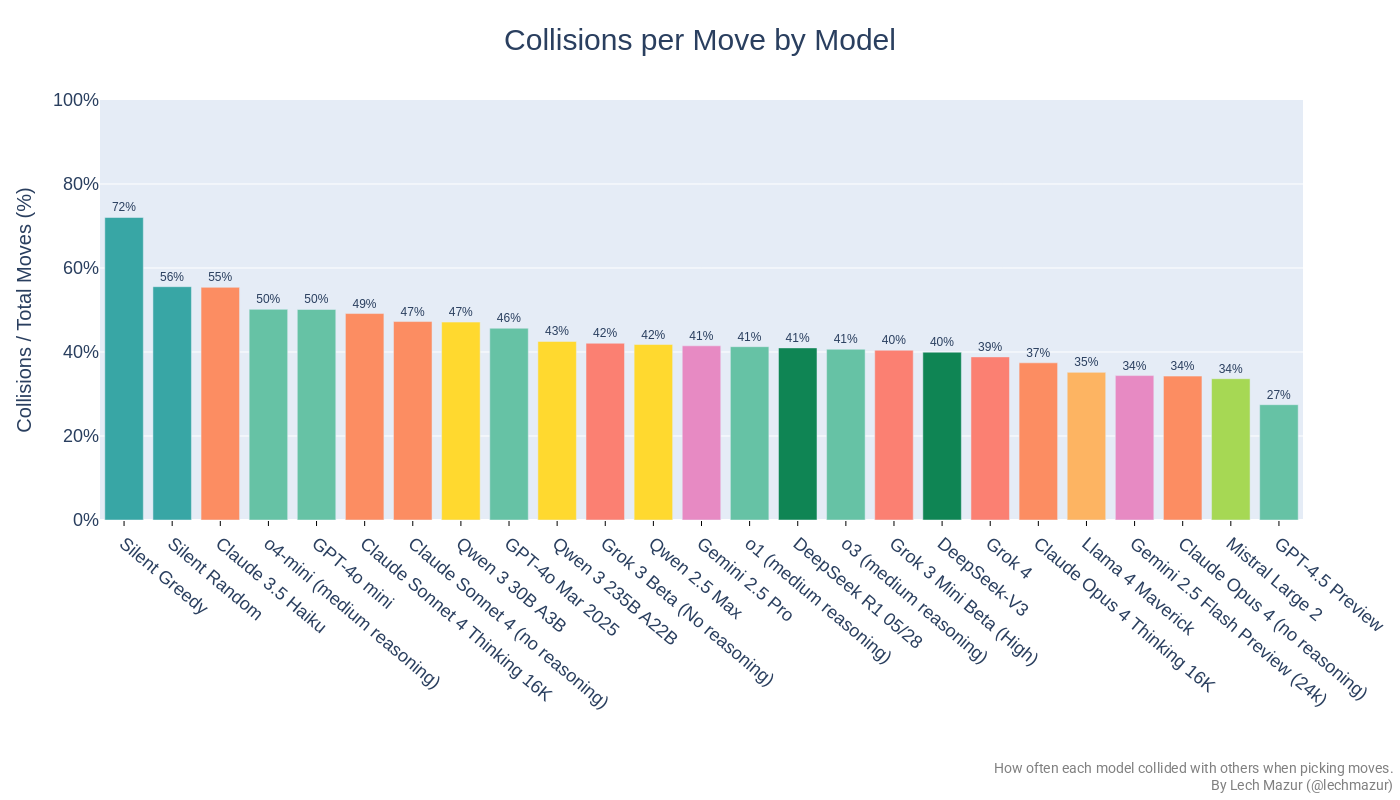 Collisions per Move by Model
Collisions / Total Moves (%)
100%
80%
60%
40%
20%
0%
72%
56%
55%
50%
50%
49%
47%
47%
46%
43%
42%
42%
41%
41%
41%
41%
40%
40%
39%
37%
35%
34%
34%
34%
27%
Silent Greedy
Silent Random
Claude 3.5 Haiku
o4-mini (medium reasoning)
GPT-4o mini
Claude Sonnet 4 Thinking 16K
Claude Sonnet 4 (no reasoning)
Qwen 3 30B A3B
GPT-4o Mar 2025
Qwen 3 235B A22B
Grok 3 Beta (No reasoning)
Qwen 2.5 Max
Gemini 2.5 Pro
o1 (medium reasoning)
DeepSeek R1 05/28
o3 (medium reasoning)
Grok 3 Mini Beta (High)
DeepSeek-V3
Grok 4
Claude Opus 4 Thinking 16K
Llama 4 Maverick
Gemini 2.5 Flash Preview (24k)
Claude Opus 4 (no reasoning)
Mistral Large 2
GPT-4.5 Preview
How often each model collided with others when picking moves.
By Lech Mazur (@lechmazur)